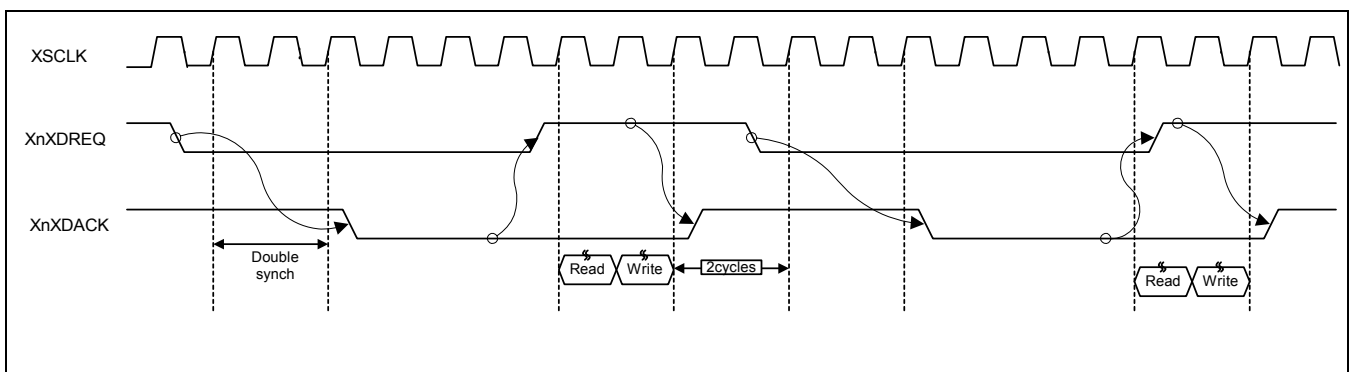 XSCLK
XnXDREQ
XnXDACK
Double
synch
Read
Write
2cycles
Read
Write